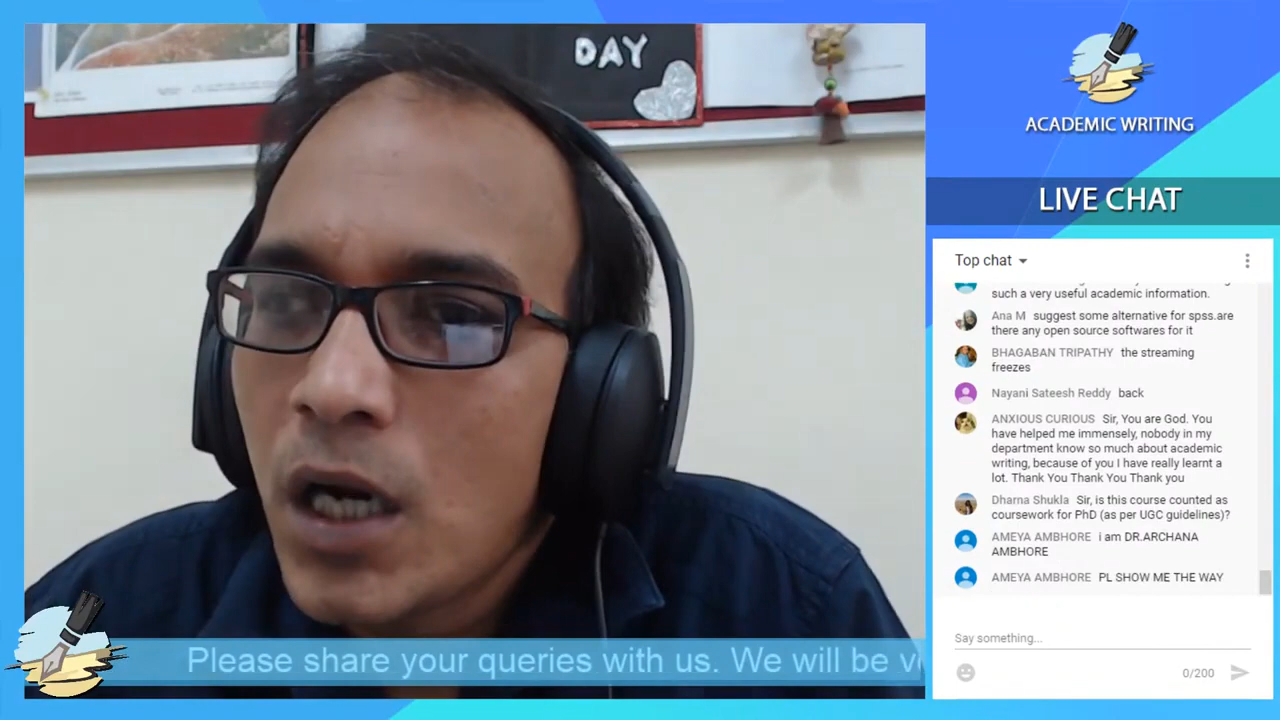 DAY
ACADEMIC WRITING
LIVE CHAT
Top chat
such a very useful academic information.
Ana M suggest some alternative for spss.are
there any open source softwares for it
BHAGABAN TRIPATHY the streaming
freezes
Nayani Sateesh Reddy back
ANXIOUS CURIOUS Sir, You are God. You
have helped me immensely, nobody in my
department know so much about academic
writing, because of you I have really learnt a
lot. Thank You Thank You Thank you
Dharna Shukla Sir, is this course counted as
coursework for PhD (as per UGC guidelines)?
AMEYA AMBHORE i am DR.ARCHANA
AMBHORE
AMEYA AMBHORE PL SHOW ME THE WAY
Say something...
0/200
Please share your queries with us. We will be